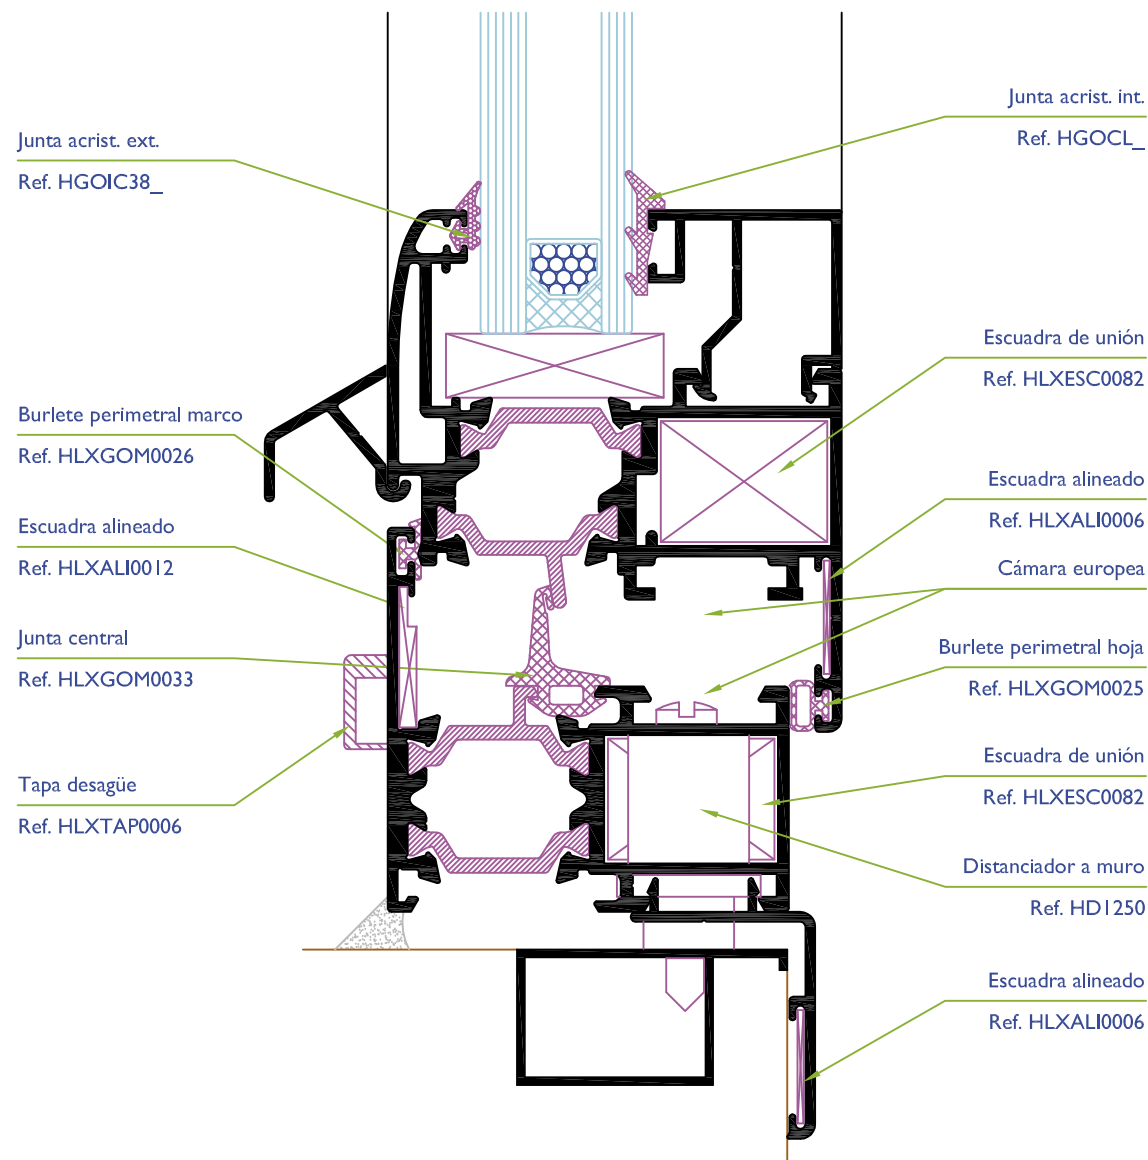 Junta acrist. ext.
Ref. HGOIC38_
Burlete perimetral marco
Ref. HLXGOM0026
Escuadra alineado
Ref. HLXALI0012
Junta central
Ref. HLXGOM0033
Tapa desagüe
Ref. HLXTAP0006
Junta acrist. int.
Ref. HGOCL_
Escuadra de unión
Ref. HLXESC0082
Escuadra alineado
Ref. HLXALI0006
Cámara europea
Burlete perimetral hoja
Ref. HLXGOM0025
Escuadra de unión
Ref. HLXESC0082
Distanciador a muro
Ref. HD1250
Escuadra alineado
Ref. HLXALI0006